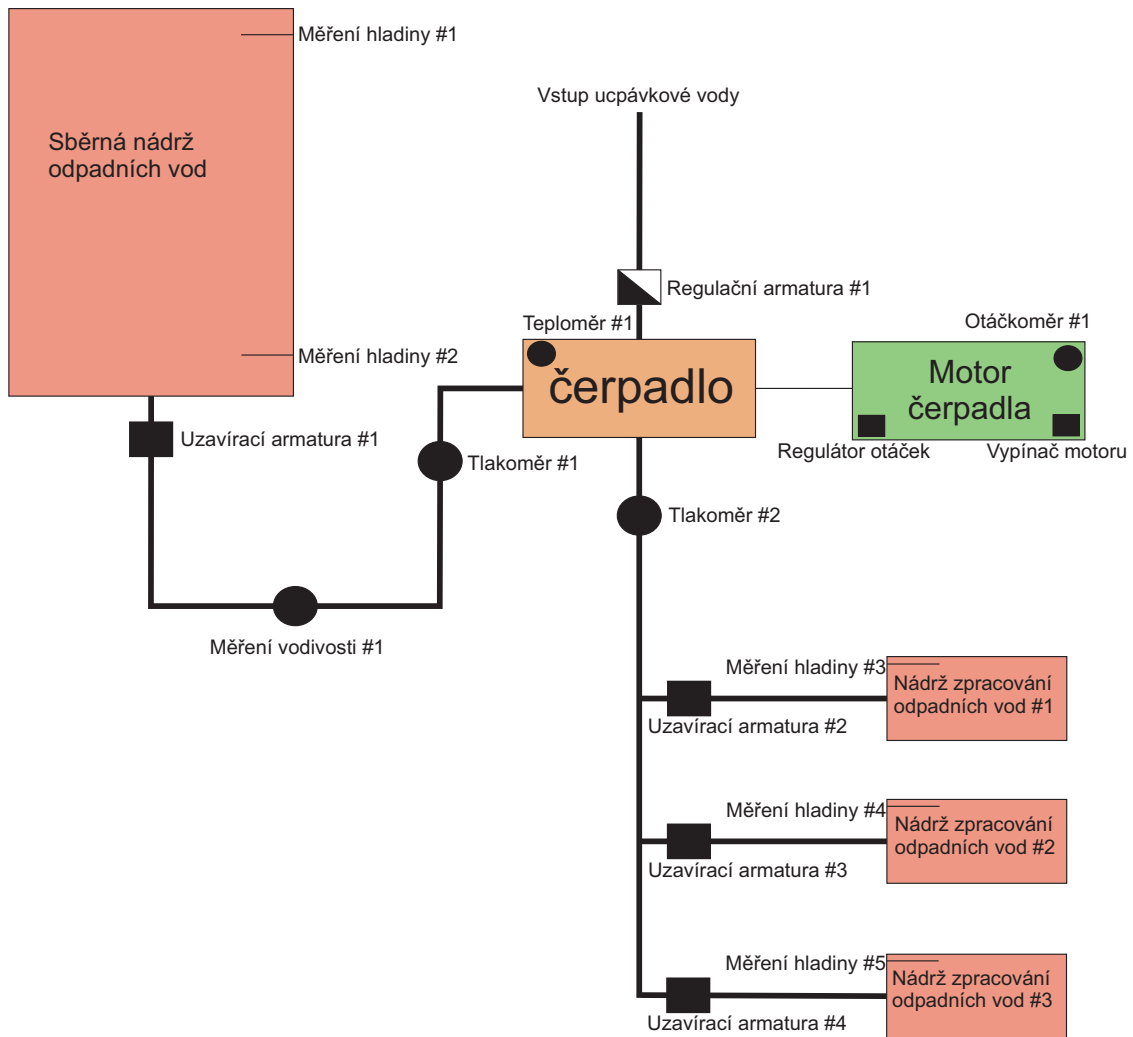 Měření hladiny #1
Vstup ucpávkové vody
Sběrná nádrž
odpadních vod
Regulační armatura #1
Teploměr #1
Otáčkoměr #1
Měření hladiny #2
čerpadlo
Motor
čerpadla
Uzavírací armatura #1
Regulátor otáček
Vypínač motoru
Tlakoměr #1
Tlakoměr #2
Měření vodivosti #1
Měření hladiny #3
Nádrž zpracování
odpadních vod #1
Uzavírací armatura #2
Měření hladiny #4
Nádrž zpracování
odpadních vod #2
Uzavírací armatura #3
Měření hladiny #5
Nádrž zpracování
odpadních vod #3
Uzavírací armatura #4